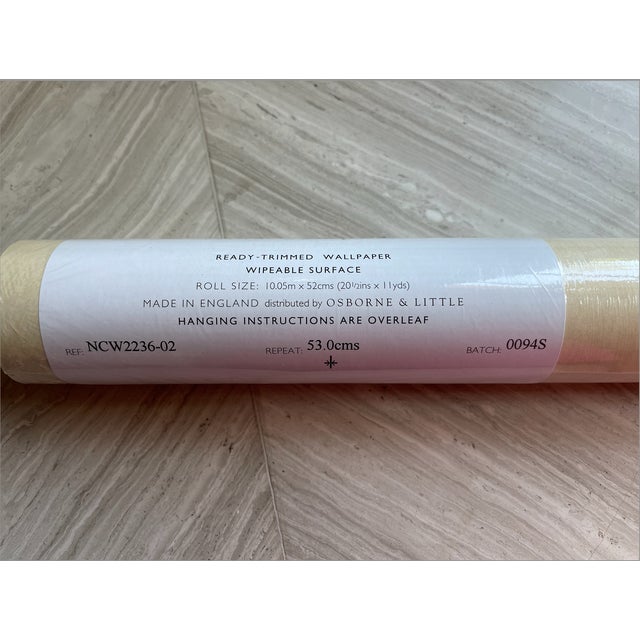 READY-TRIMMED WALLPAPER
WIPEABLE SURFACE
ROLL SIZE: 10.05m x 52cms (20½ins x 11yds)
MADE IN ENGLAND distributed by OSBORNE & LITTLE
HANGING INSTRUCTIONS ARE OVERLEAF
REF: NCW2236-02 REPEAT: 53.0cms BATCH: 0094S